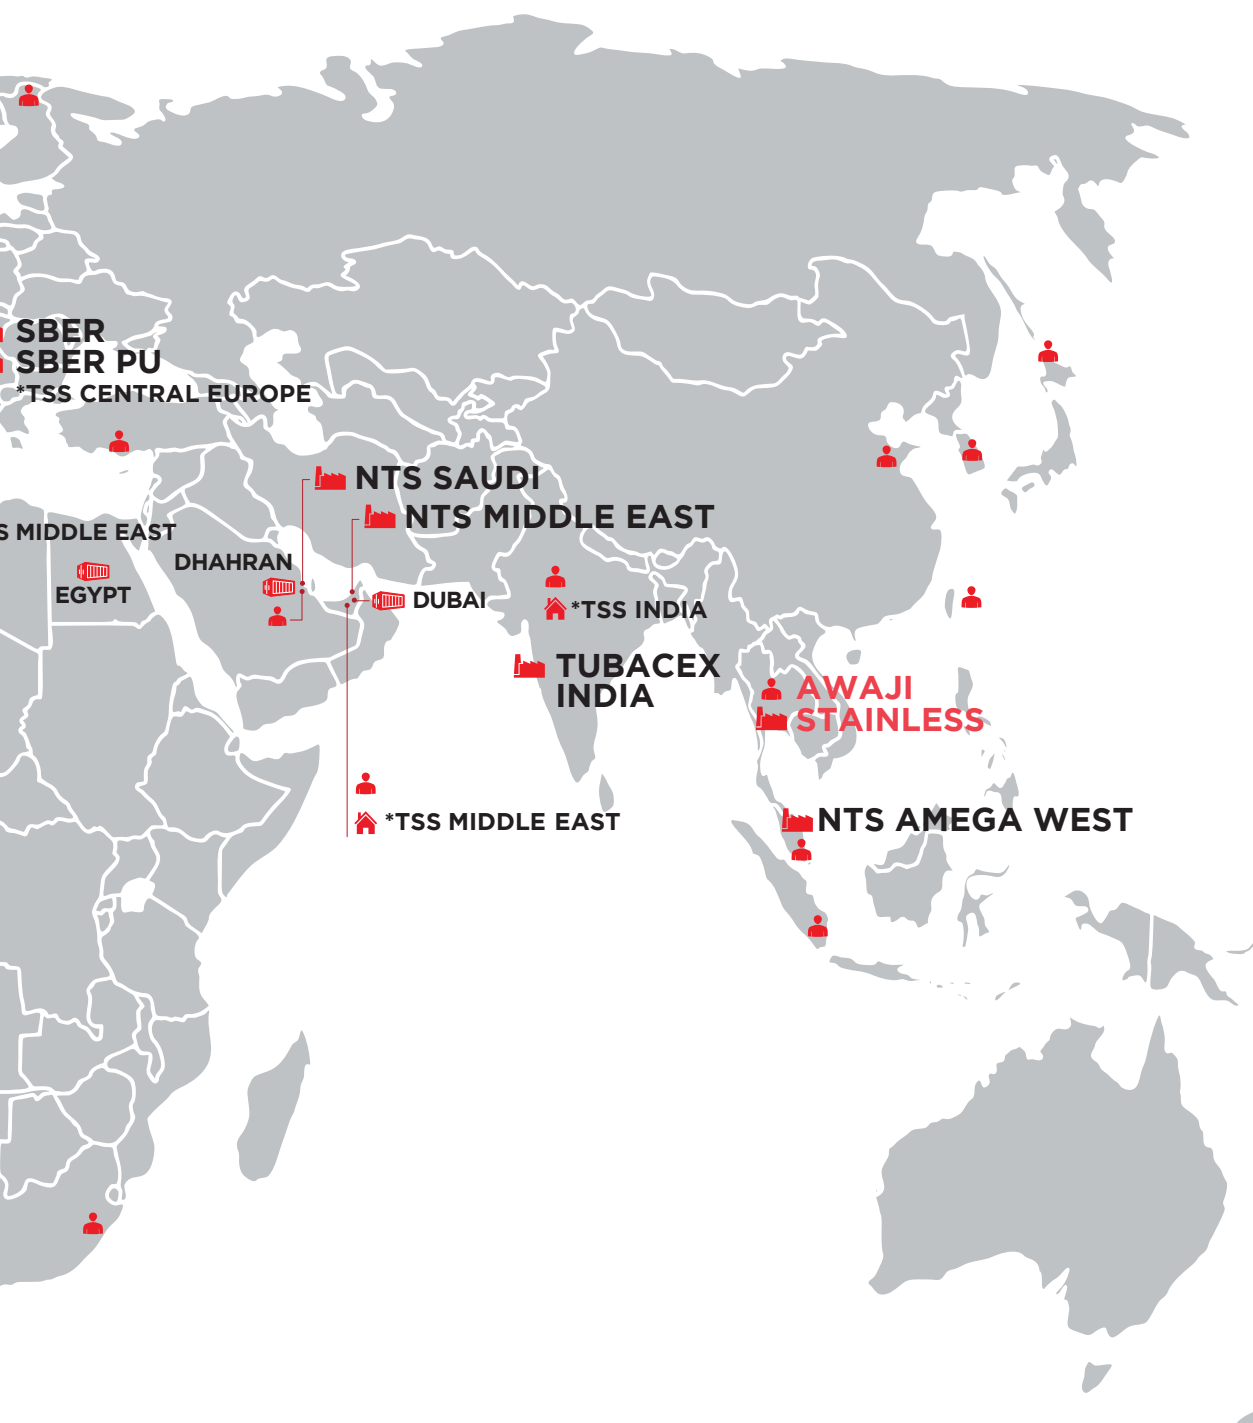 SBER
SBER PU
*TSS CENTRAL EUROPE
NTS SAUDI
NTS MIDDLE EAST
S MIDDLE EAST
DHAHRAN
EGYPT
DUBAI
*TSS INDIA
TUBACEX
INDIA
AWAJI
STAINLESS
*TSS MIDDLE EAST
NTS AMEGA WEST